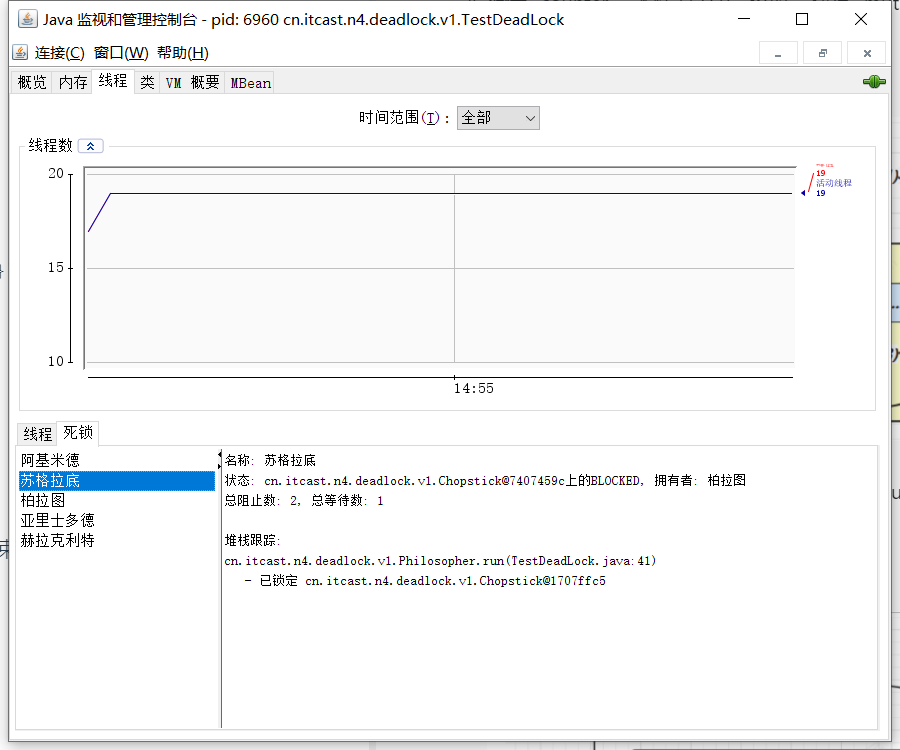 Java 监视和管理控制台 - pid: 6960 cn.itcast.n4.deadlock.v1.TestDeadLock
连接(C) 窗口(W) 帮助(H)
概览 内存 线程 类 VM 概要 MBean
时间范围(T): 全部
线程数
20
19
活动线程
19
15
10
14:55
线程 死锁
阿基米德
苏格拉底
柏拉图
亚里士多德
赫拉克利特
名称: 苏格拉底
状态: cn.itcast.n4.deadlock.v1.Chopstick@7407459c上的BLOCKED, 拥有者: 柏拉图
总阻止数: 2, 总等待数: 1
堆栈跟踪:
cn.itcast.n4.deadlock.v1.Philosopher.run(TestDeadLock.java:41)
- 已锁定 cn.itcast.n4.deadlock.v1.Chopstick@1707ffc5